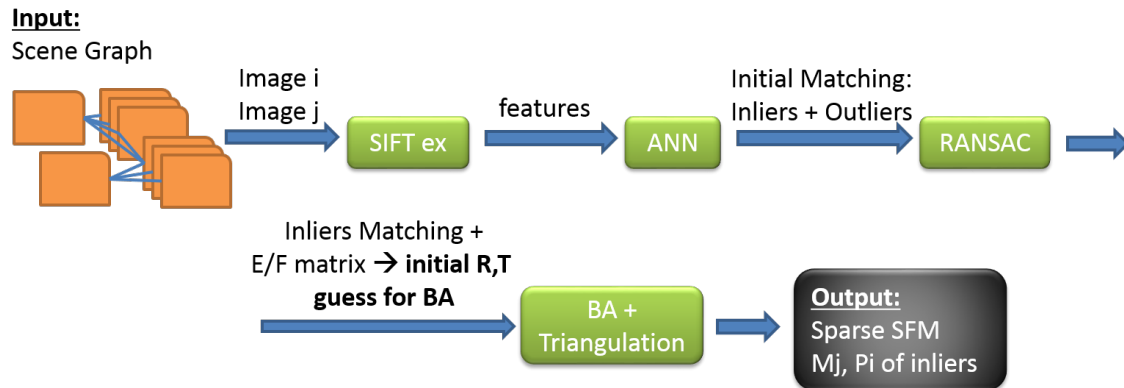 Input:
Scene Graph
Image i
Image j
SIFT ex
features
ANN
Initial Matching:
Inliers + Outliers
RANSAC
Inliers Matching +
E/F matrix → initial R,T
guess for BA
BA +
Triangulation
Output:
Sparse SFM
Mj, Pi of inliers